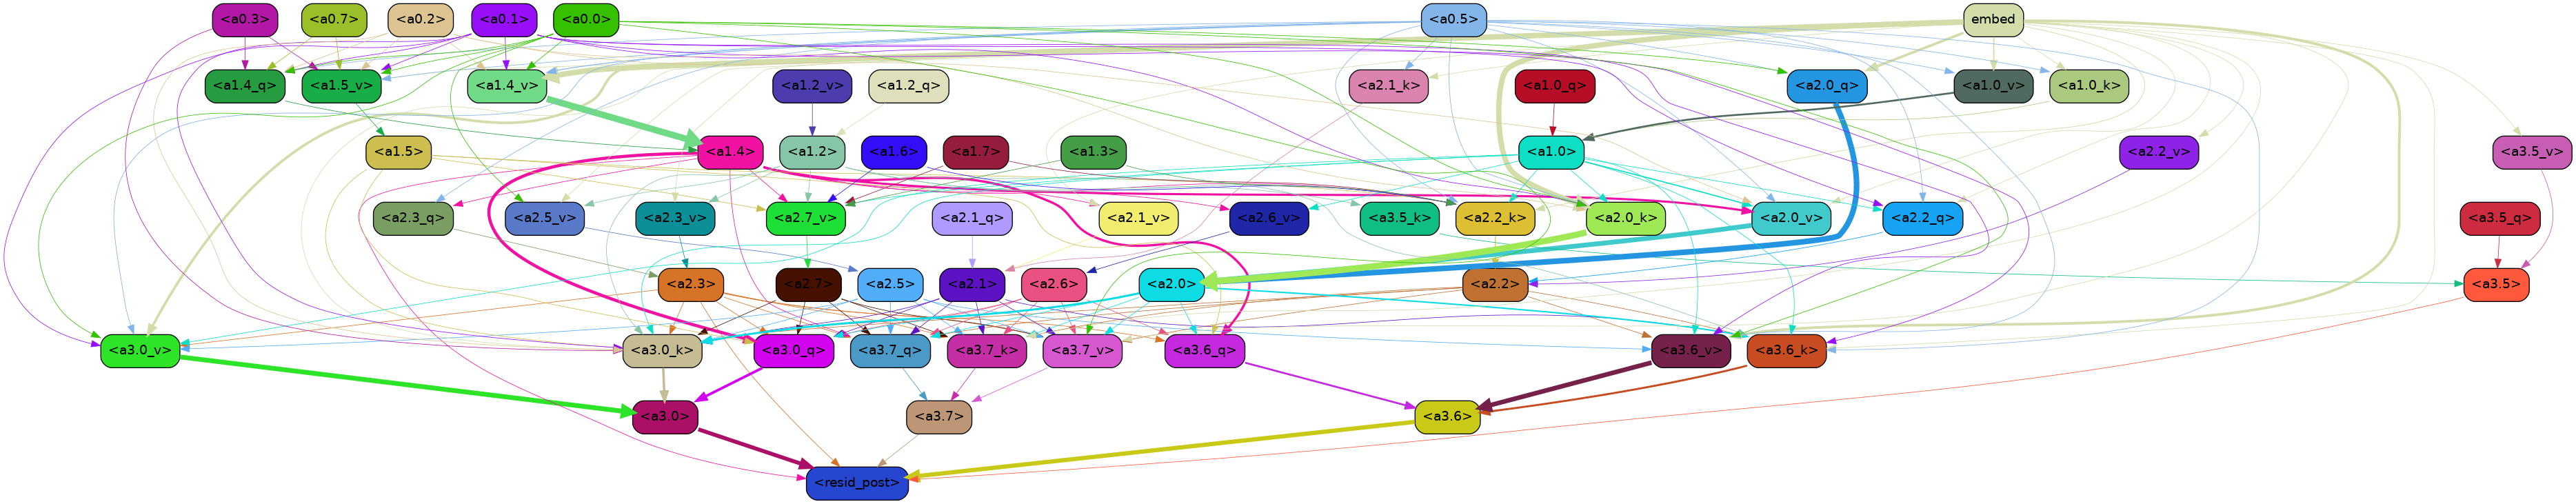 <a0.3> <a0.7> <a0.2> <a0.1> <a0.0> <a0.5> embed
<a1.4_q> <a1.5_v> <a1.4_v> <a1.2_v> <a1.2_q> <a2.1_k> <a1.0_q> <a2.0_q> <a1.0_v> <a1.0_k>
<a1.5> <a1.4> <a1.2> <a1.6> <a1.7> <a1.3> <a1.0> <a2.2_v> <a3.5_v>
<a2.3_q> <a2.5_v> <a2.3_v> <a2.7_v> <a2.1_q> <a2.1_v> <a2.6_v> <a3.5_k> <a2.2_k> <a2.0_k> <a2.0_v> <a2.2_q> <a3.5_q>
<a2.3> <a2.7> <a2.5> <a2.1> <a2.6> <a2.0> <a2.2> <a3.5>
<a3.0_v> <a3.0_k> <a3.0_q> <a3.7_q> <a3.7_k> <a3.7_v> <a3.6_q> <a3.6_v> <a3.6_k>
<a3.0> <a3.7> <a3.6>
<resid_post>